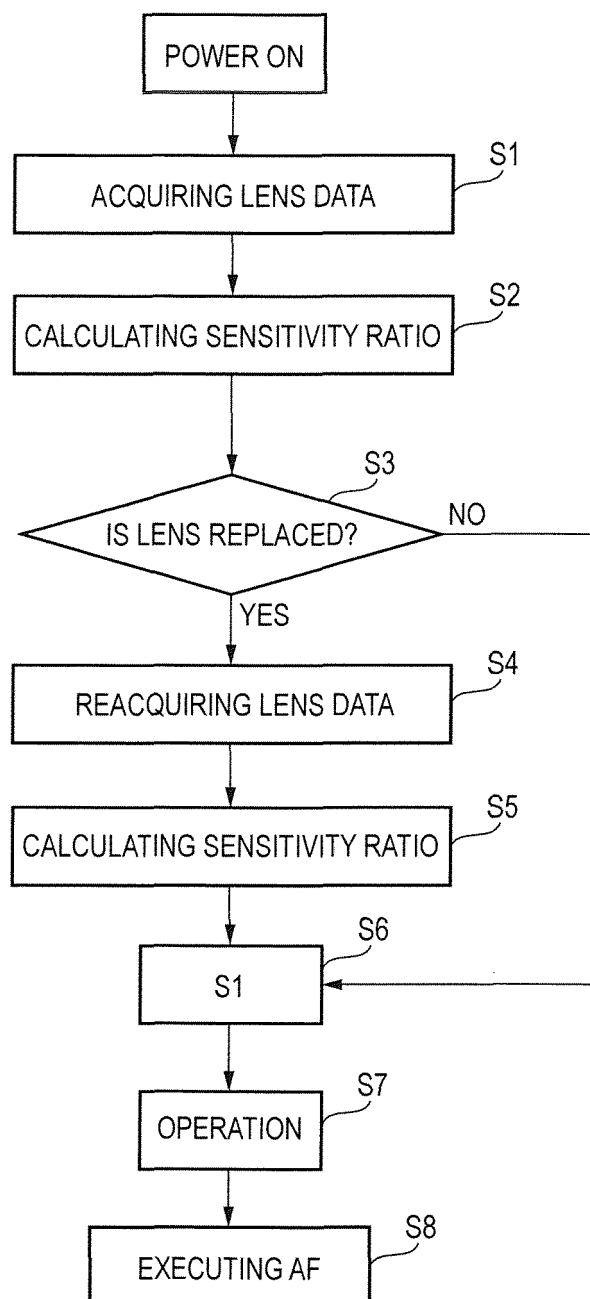 POWER ON
S1
ACQUIRING LENS DATA
S2
CALCULATING SENSITIVITY RATIO
S3
IS LENS REPLACED?
NO
YES
S4
REACQUIRING LENS DATA
S5
CALCULATING SENSITIVITY RATIO
S6
S1
S7
OPERATION
S8
EXECUTING AF